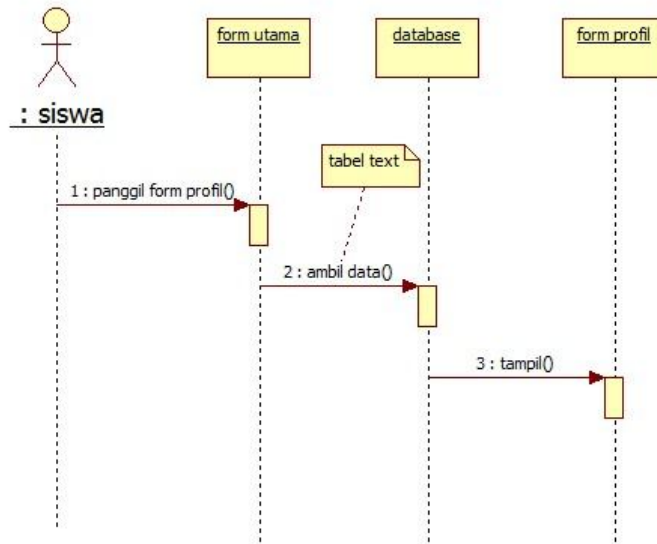 form utama
database
form profil
: siswa
tabel text
1 : panggil form profil()
2 : ambil data()
3 : tampil()